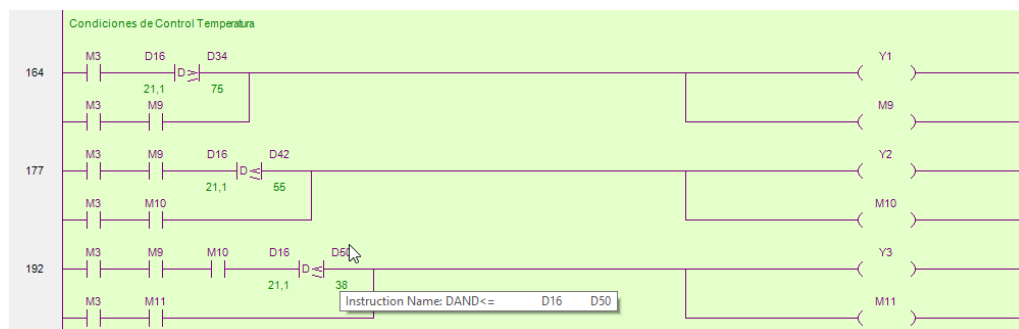 Condiciones de Control Temperatura
M3 D16 D34 Y1
164 D>=
21,1 75
M3 M9 M9
M3 M9 D16 D42 Y2
177 D<=
21,1 55
M3 M10 M10
M3 M9 M10 D16 D50 Y3
192 D<=
21,1 38
Instruction Name: DAND<= D16 D50
M3 M11 M11